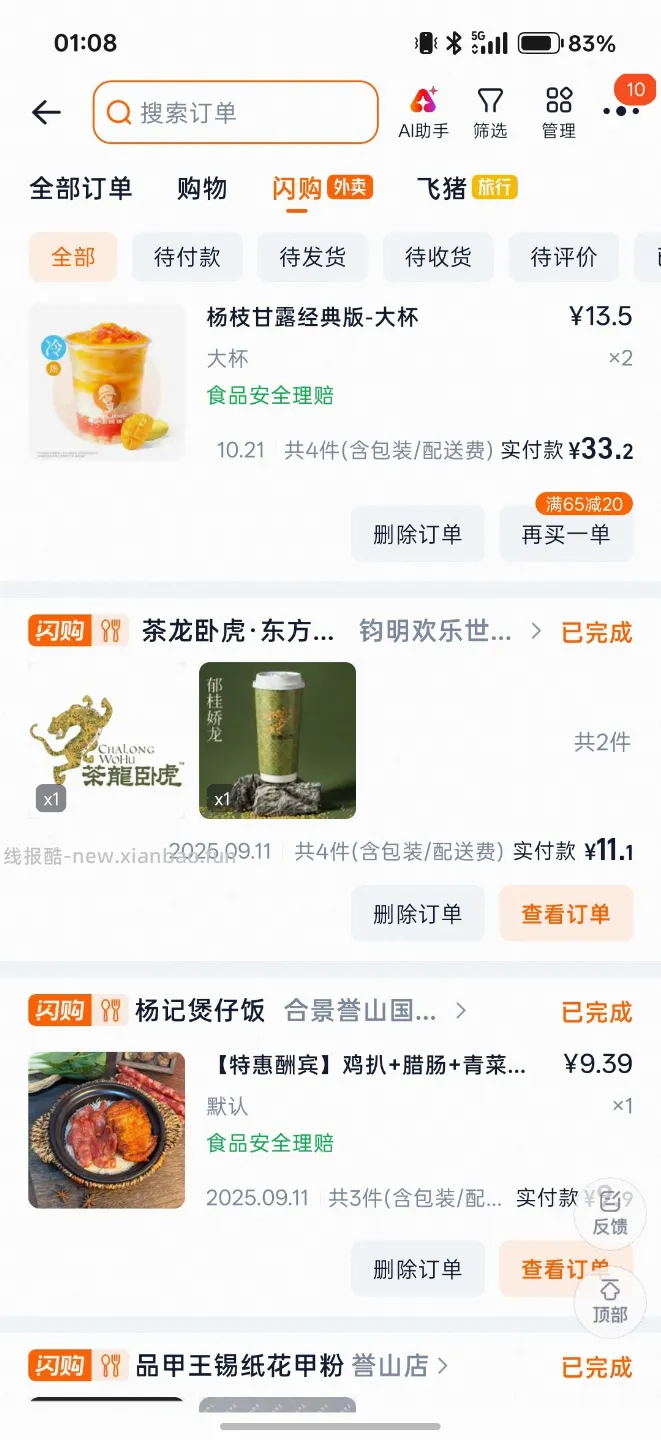 01:08
5G
83%
搜索订单
AI助手
筛选
管理
10
全部订单
购物
闪购 外卖
飞猪 旅行
全部
待付款
待发货
待收货
待评价
冷
杨枝甘露经典版-大杯
¥13.5
大杯
×2
食品安全理赔
10.21 共4件(含包装/配送费) 实付款 ¥33.2
满65减20
删除订单
再买一单
闪购 茶龙卧虎·东方... 钧明欢乐世... 已完成
CHALONG
WOHU
茶龍臥虎
x1
郁桂娇龙
x1
共2件
线报酷-new.xianbao.fun
2025.09.11 共4件(含包装/配送费) 实付款 ¥11.1
删除订单
查看订单
闪购 杨记煲仔饭 合景誉山国... 已完成
【特惠酬宾】鸡扒+腊肠+青菜... ¥9.39
默认
×1
食品安全理赔
2025.09.11 共3件(含包装/配... 实付款
反馈
删除订单
查看订单
顶部
闪购 品甲王锡纸花甲粉 誉山店 已完成